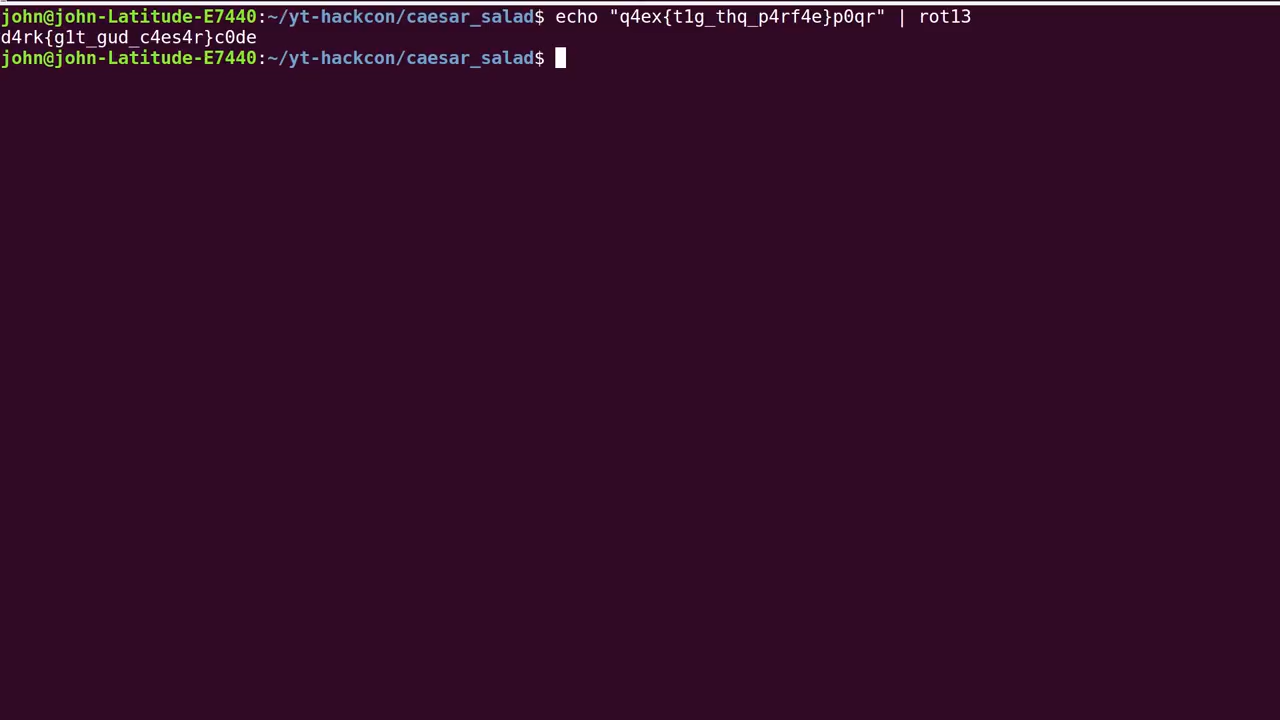 john@john-Latitude-E7440:~/yt-hackcon/caesar_salad$ echo "q4ex{t1g_thq_p4rf4e}p0qr" | rot13
d4rk{g1t_gud_c4es4r}c0de
john@john-Latitude-E7440:~/yt-hackcon/caesar_salad$